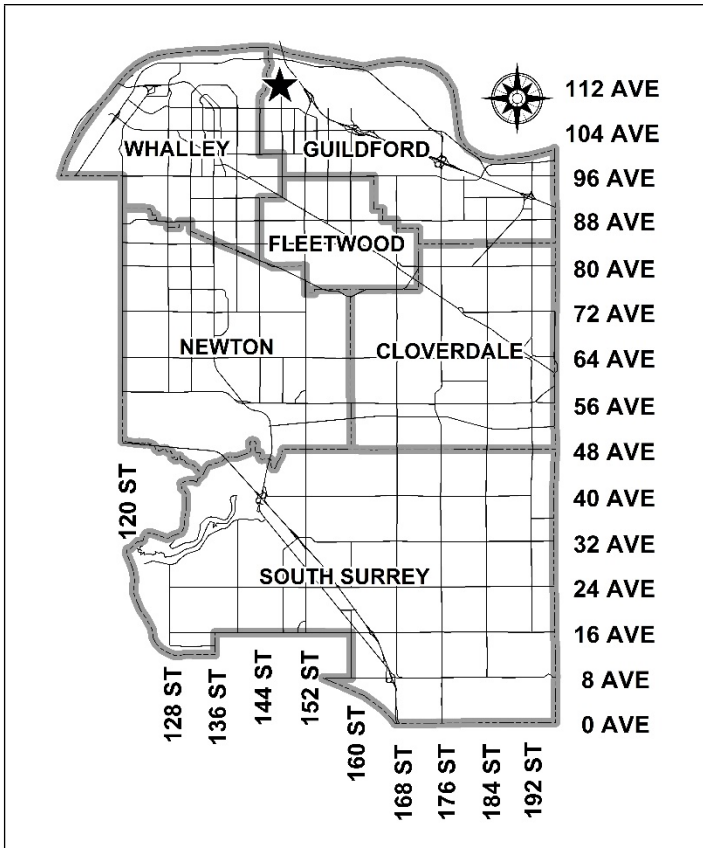 112 AVE
104 AVE
WHALLEY
GUILDFORD
96 AVE
88 AVE
FLEETWOOD
80 AVE
72 AVE
NEWTON
CLOVERDALE
64 AVE
56 AVE
48 AVE
120 ST
40 AVE
32 AVE
SOUTH SURREY
24 AVE
16 AVE
8 AVE
0 AVE
128 ST
136 ST
144 ST
152 ST
160 ST
168 ST
176 ST
184 ST
192 ST